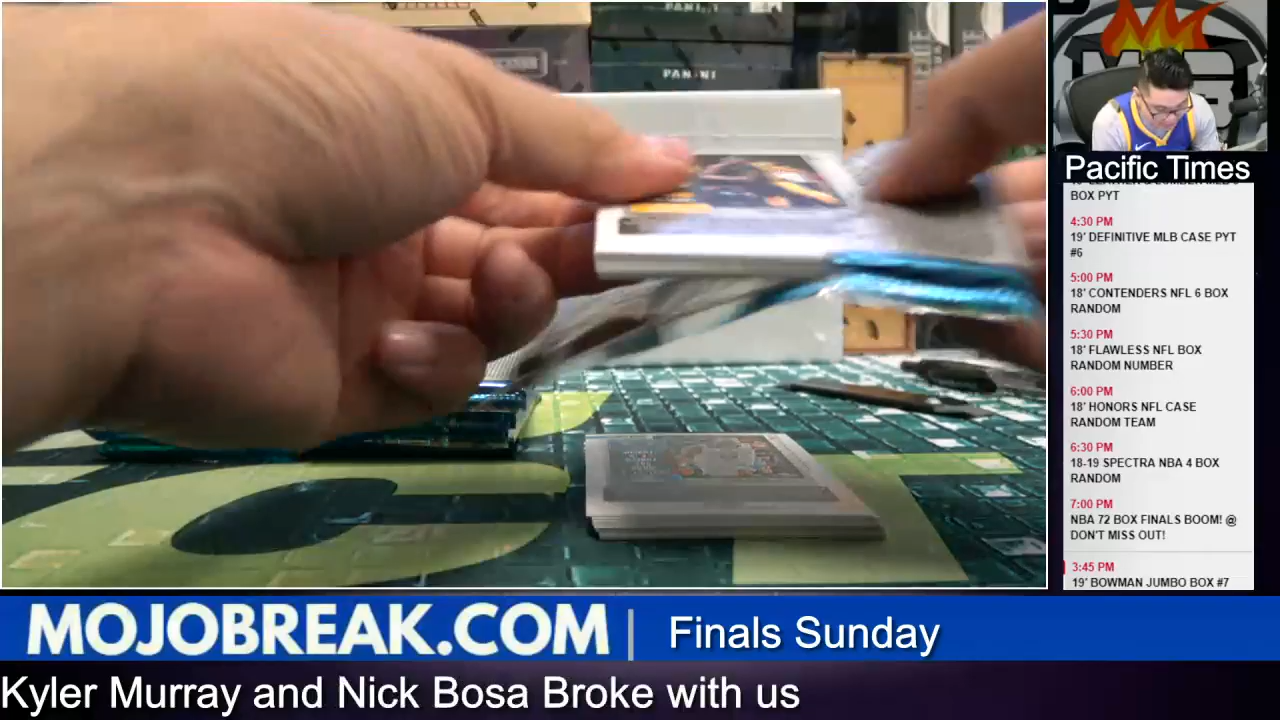 PANINI
PANINI
Pacific Times
BOX PYT
4:30 PM
19' DEFINITIVE MLB CASE PYT
#6
5:00 PM
18' CONTENDERS NFL 6 BOX
RANDOM
5:30 PM
18' FLAWLESS NFL BOX
RANDOM NUMBER
6:00 PM
18' HONORS NFL CASE
RANDOM TEAM
6:30 PM
18-19 SPECTRA NBA 4 BOX
RANDOM
7:00 PM
NBA 72 BOX FINALS BOOM! @
DON'T MISS OUT!
3:45 PM
19' BOWMAN JUMBO BOX #7
MOJOBREAK.COM | Finals Sunday
Kyler Murray and Nick Bosa Broke with us